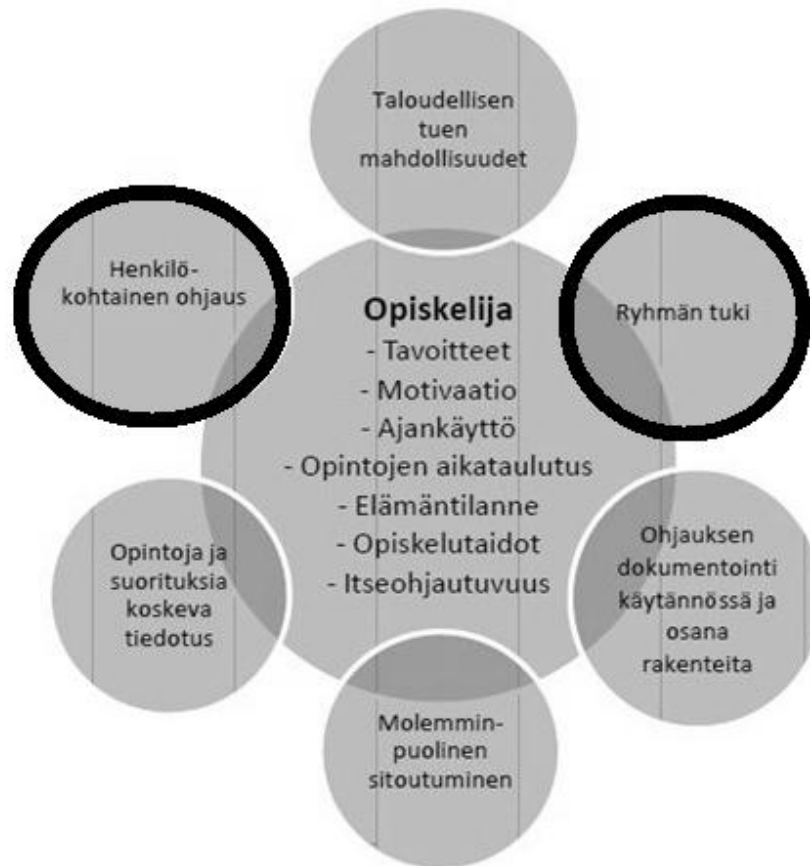 Taloudellisen
tuen
mahdollisuudet
Henkilö-
kohtainen ohjaus
Opiskelija
- Tavoitteet
- Motivaatio
- Ajankäyttö
- Opintojen aikataulutus
- Elämäntilanne
- Opiskelutaidot
- Itseohjautuvuus
Ryhmän tuki
Opintoja ja
suorituksia
koskeva
tiedotus
Ohjauksen
dokumentointi
käytännössä ja
osana
rakenteita
Molemmin-
puolinen
sitoutuminen